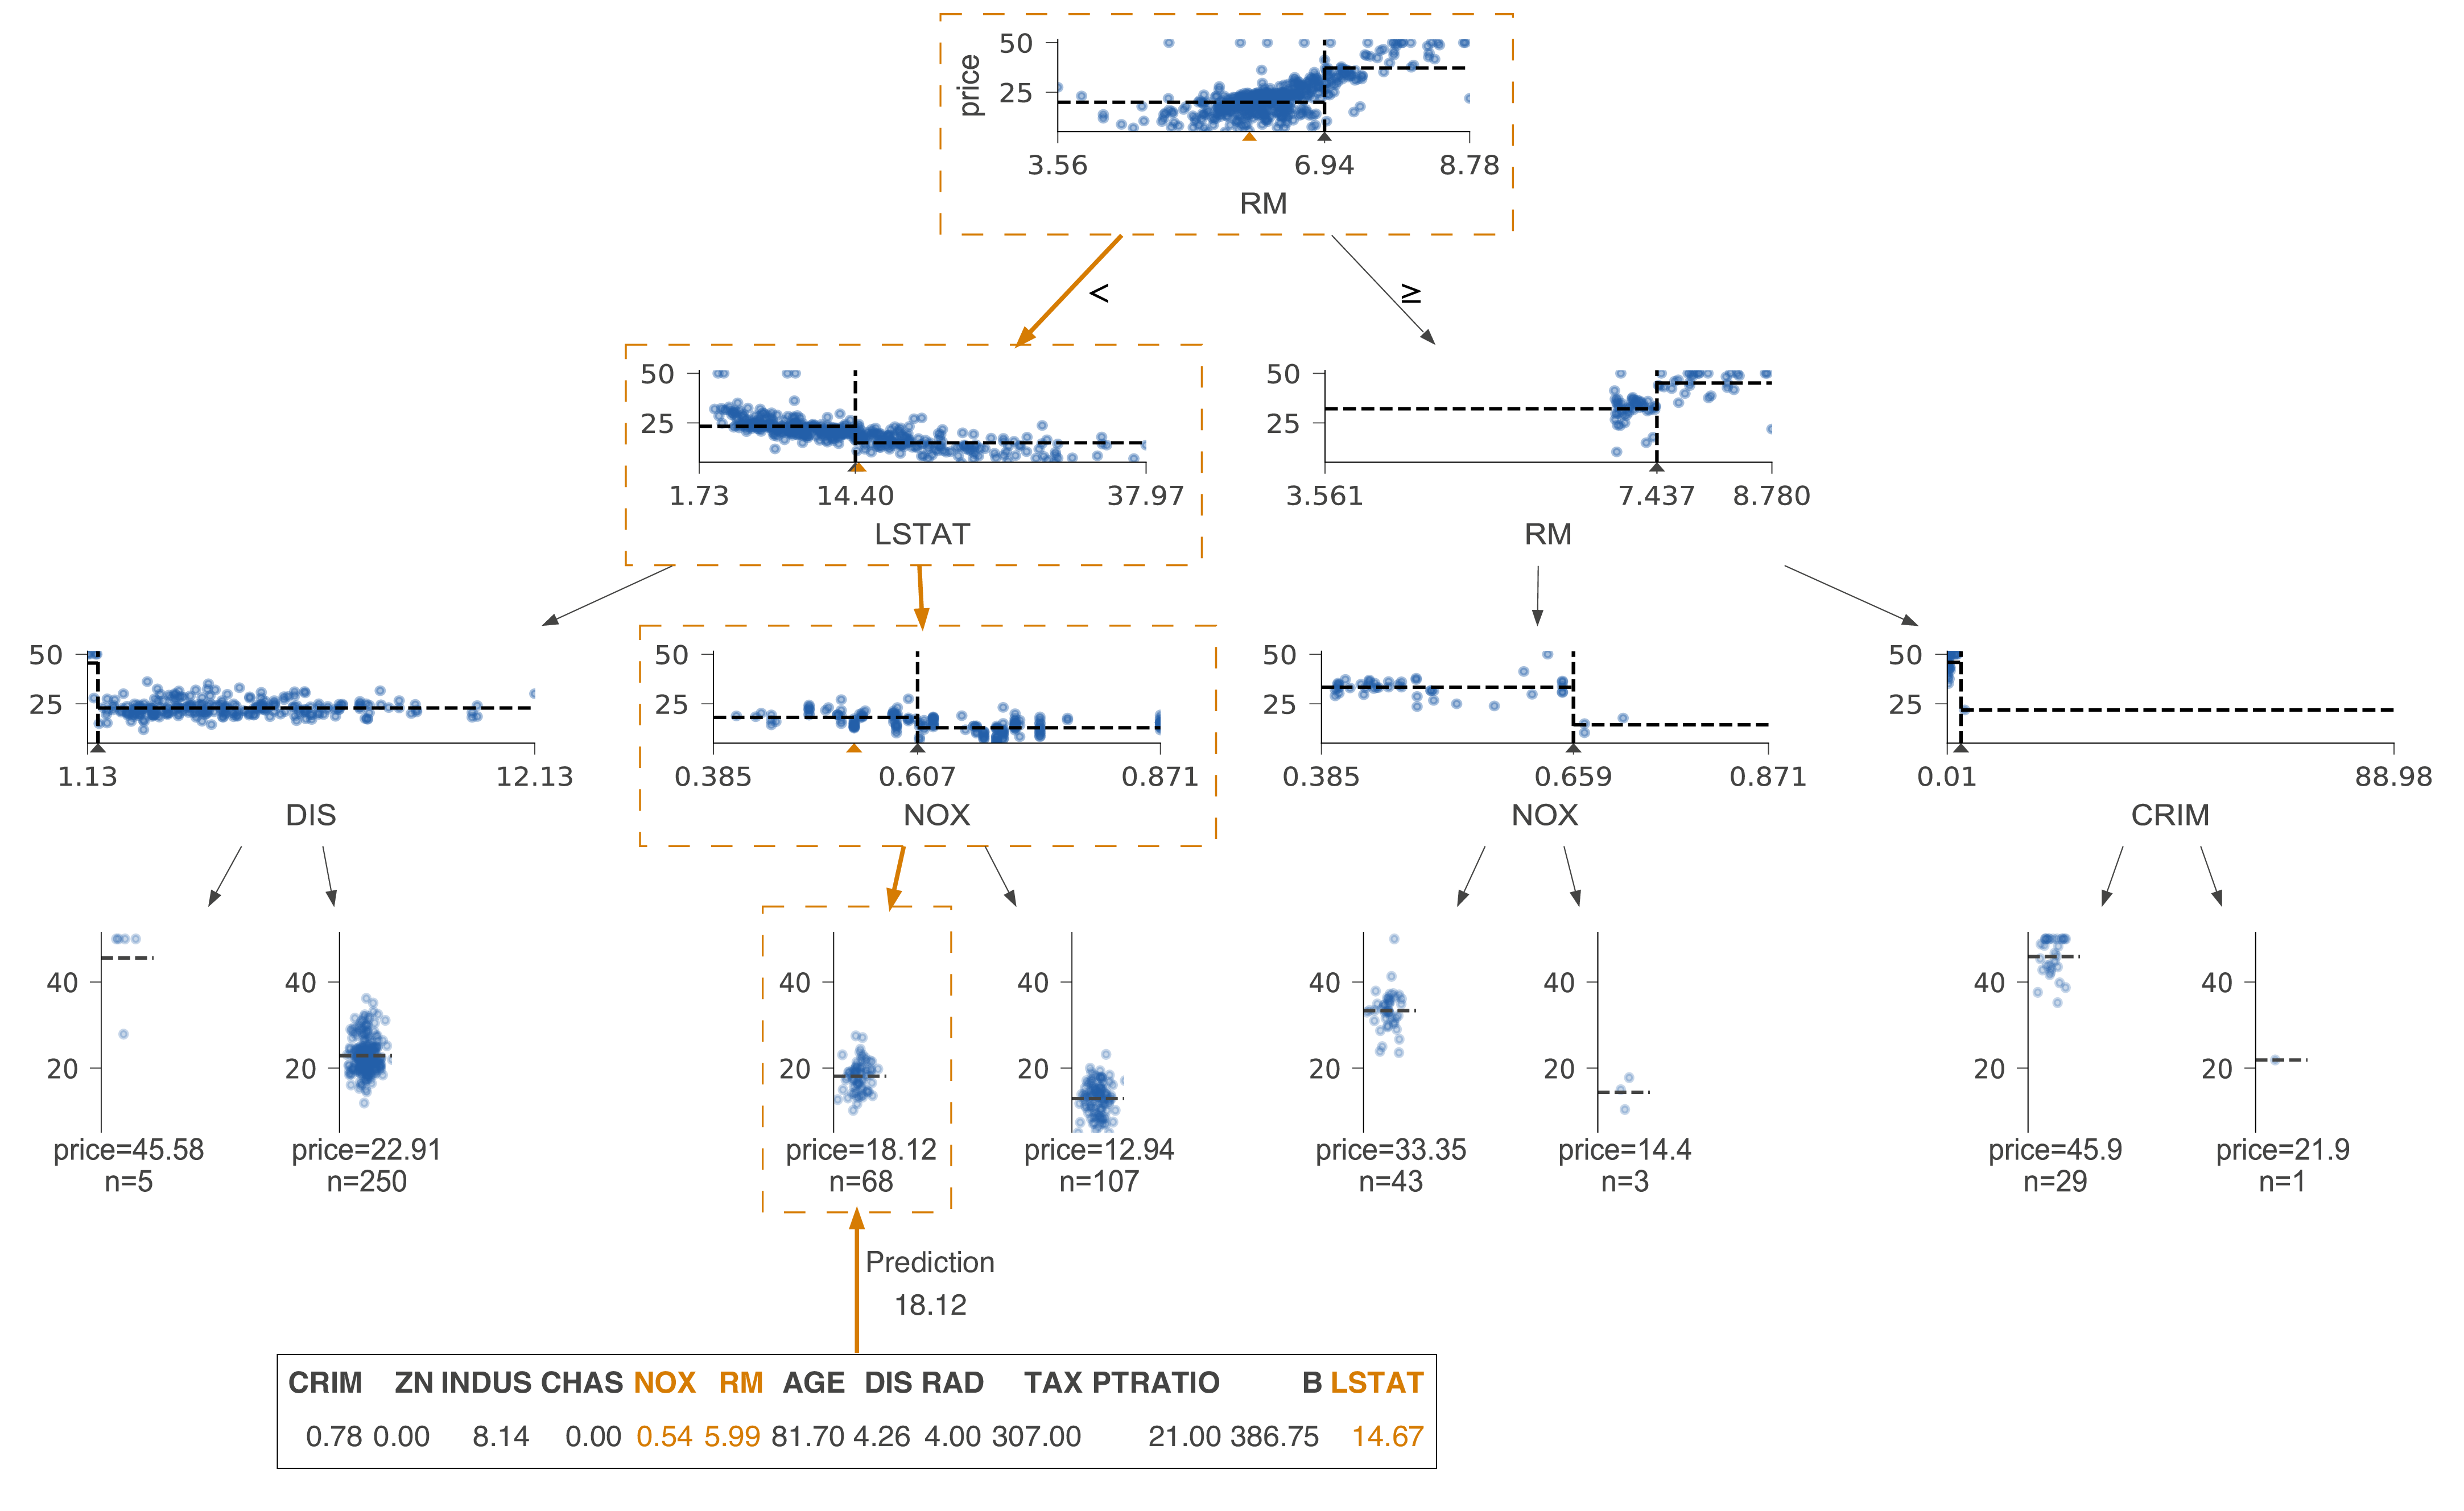 price
50
25
3.56 6.94 8.78
RM
< ≥
50
25
1.73 14.40 37.97
LSTAT
50
25
3.561 7.437 8.780
RM
50
25
1.13 12.13
DIS
50
25
0.385 0.607 0.871
NOX
50
25
0.385 0.659 0.871
NOX
50
25
0.01 88.98
CRIM
40
20
price=45.58
n=5
40
20
price=22.91
n=250
40
20
price=18.12
n=68
40
20
price=12.94
n=107
40
20
price=33.35
n=43
40
20
price=14.4
n=3
40
20
price=45.9
n=29
40
20
price=21.9
n=1
Prediction
18.12
CRIM ZN INDUS CHAS NOX RM AGE DIS RAD TAX PTRATIO B LSTAT
0.78 0.00 8.14 0.00 0.54 5.99 81.70 4.26 4.00 307.00 21.00 386.75 14.67